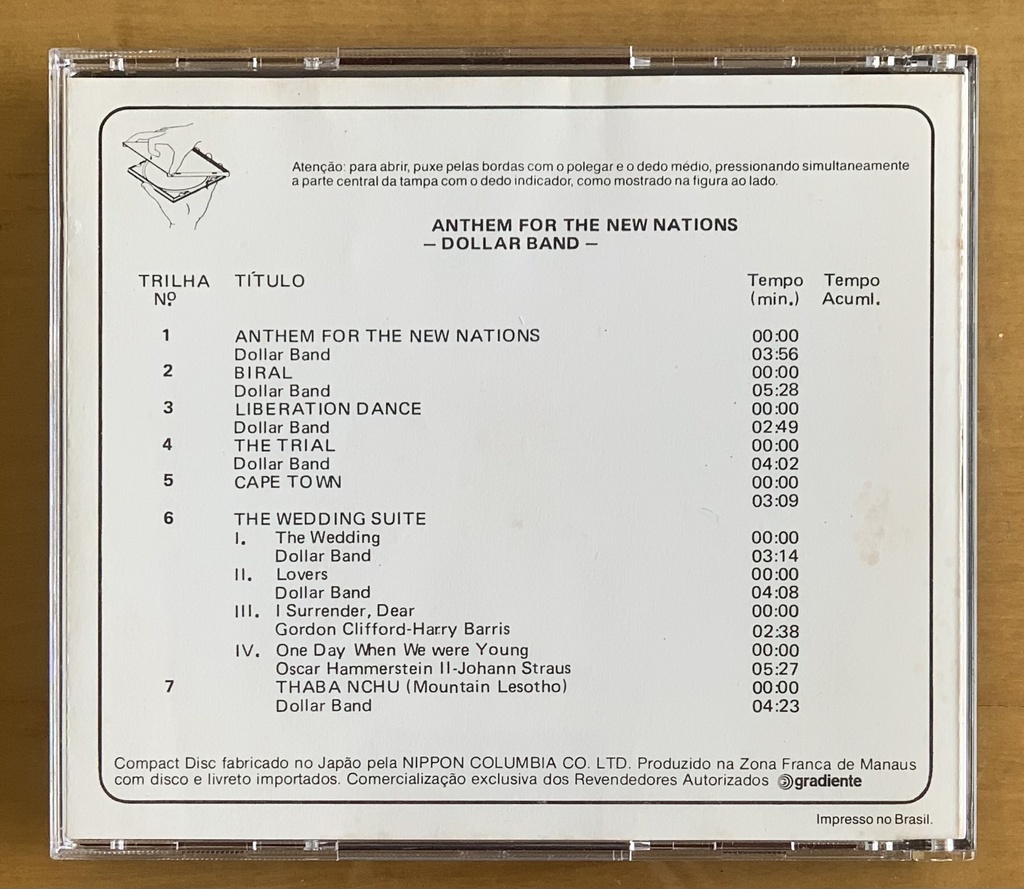 Atenção: para abrir, puxe pelas bordas com o polegar e o dedo médio, pressionando simultaneamente
a parte central da tampa com o dedo indicador, como mostrado na figura ao lado.
ANTHEM FOR THE NEW NATIONS
– DOLLAR BAND –
TRILHA TÍTULO Tempo Tempo
Nº (min.) Acuml.
1 ANTHEM FOR THE NEW NATIONS 00:00
Dollar Band 03:56
2 BIRAL 00:00
Dollar Band 05:28
3 LIBERATION DANCE 00:00
Dollar Band 02:49
4 THE TRIAL 00:00
Dollar Band 04:02
5 CAPE TOWN 00:00
03:09
6 THE WEDDING SUITE
I. The Wedding 00:00
Dollar Band 03:14
II. Lovers 00:00
Dollar Band 04:08
III. I Surrender, Dear 00:00
Gordon Clifford-Harry Barris 02:38
IV. One Day When We were Young 00:00
Oscar Hammerstein II-Johann Straus 05:27
7 THABA NCHU (Mountain Lesotho) 00:00
Dollar Band 04:23
Compact Disc fabricado no Japão pela NIPPON COLUMBIA CO. LTD. Produzido na Zona Franca de Manaus
com disco e livreto importados. Comercialização exclusiva dos Revendedores Autorizados gradiente
Impresso no Brasil.